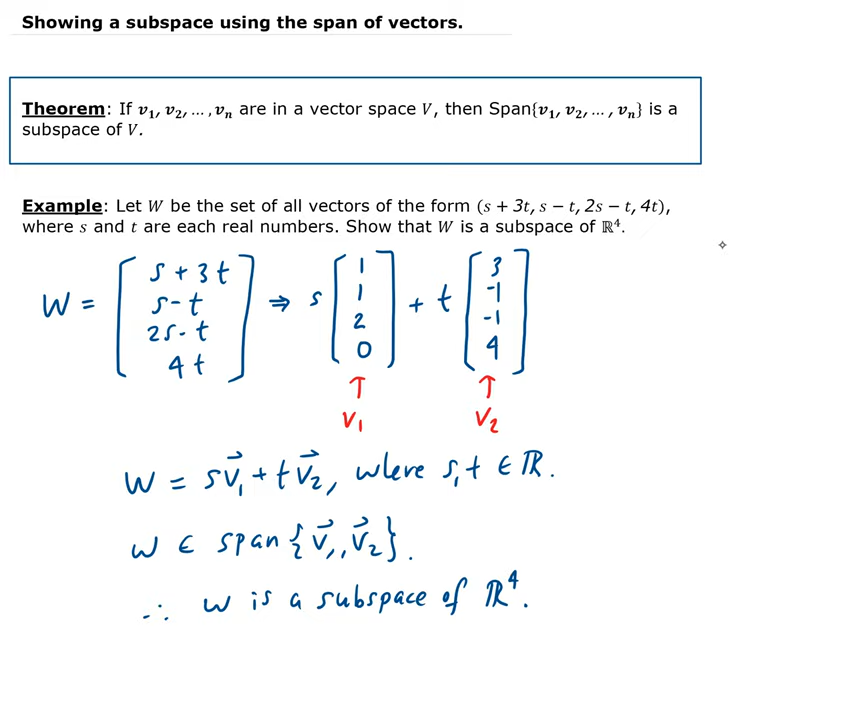 Showing a subspace using the span of vectors.
Theorem: If v₁, v₂, … , vₙ are in a vector space V, then Span{v₁, v₂, … , vₙ} is a
subspace of V.
Example: Let W be the set of all vectors of the form (s + 3t, s − t, 2s − t, 4t),
where s and t are each real numbers. Show that W is a subspace of ℝ⁴.
W = [s + 3t; s - t; 2s - t; 4t] ⇒ s [1; 1; 2; 0] + t [3; -1; -1; 4]
↑ ↑
V₁ V₂
W = sv⃗₁ + tv⃗₂, where s,t ∈ ℝ.
W ∈ span{v⃗₁, v⃗₂}.
∴ W is a subspace of ℝ⁴.